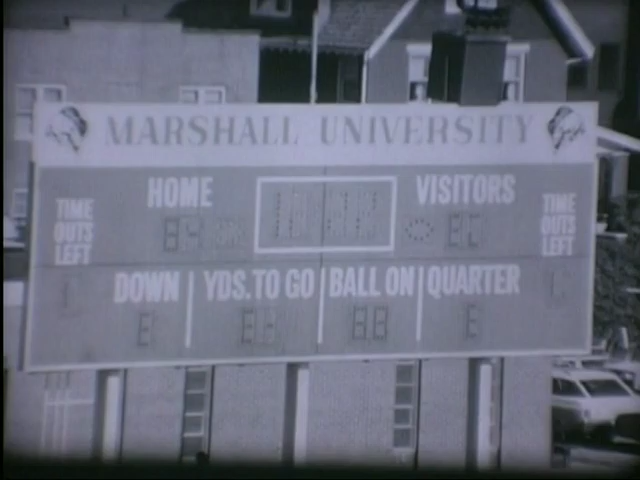 MARSHALL UNIVERSITY
HOME VISITORS
TIME OUTS LEFT
TIME OUTS LEFT
DOWN YDS. TO GO BALL ON QUARTER